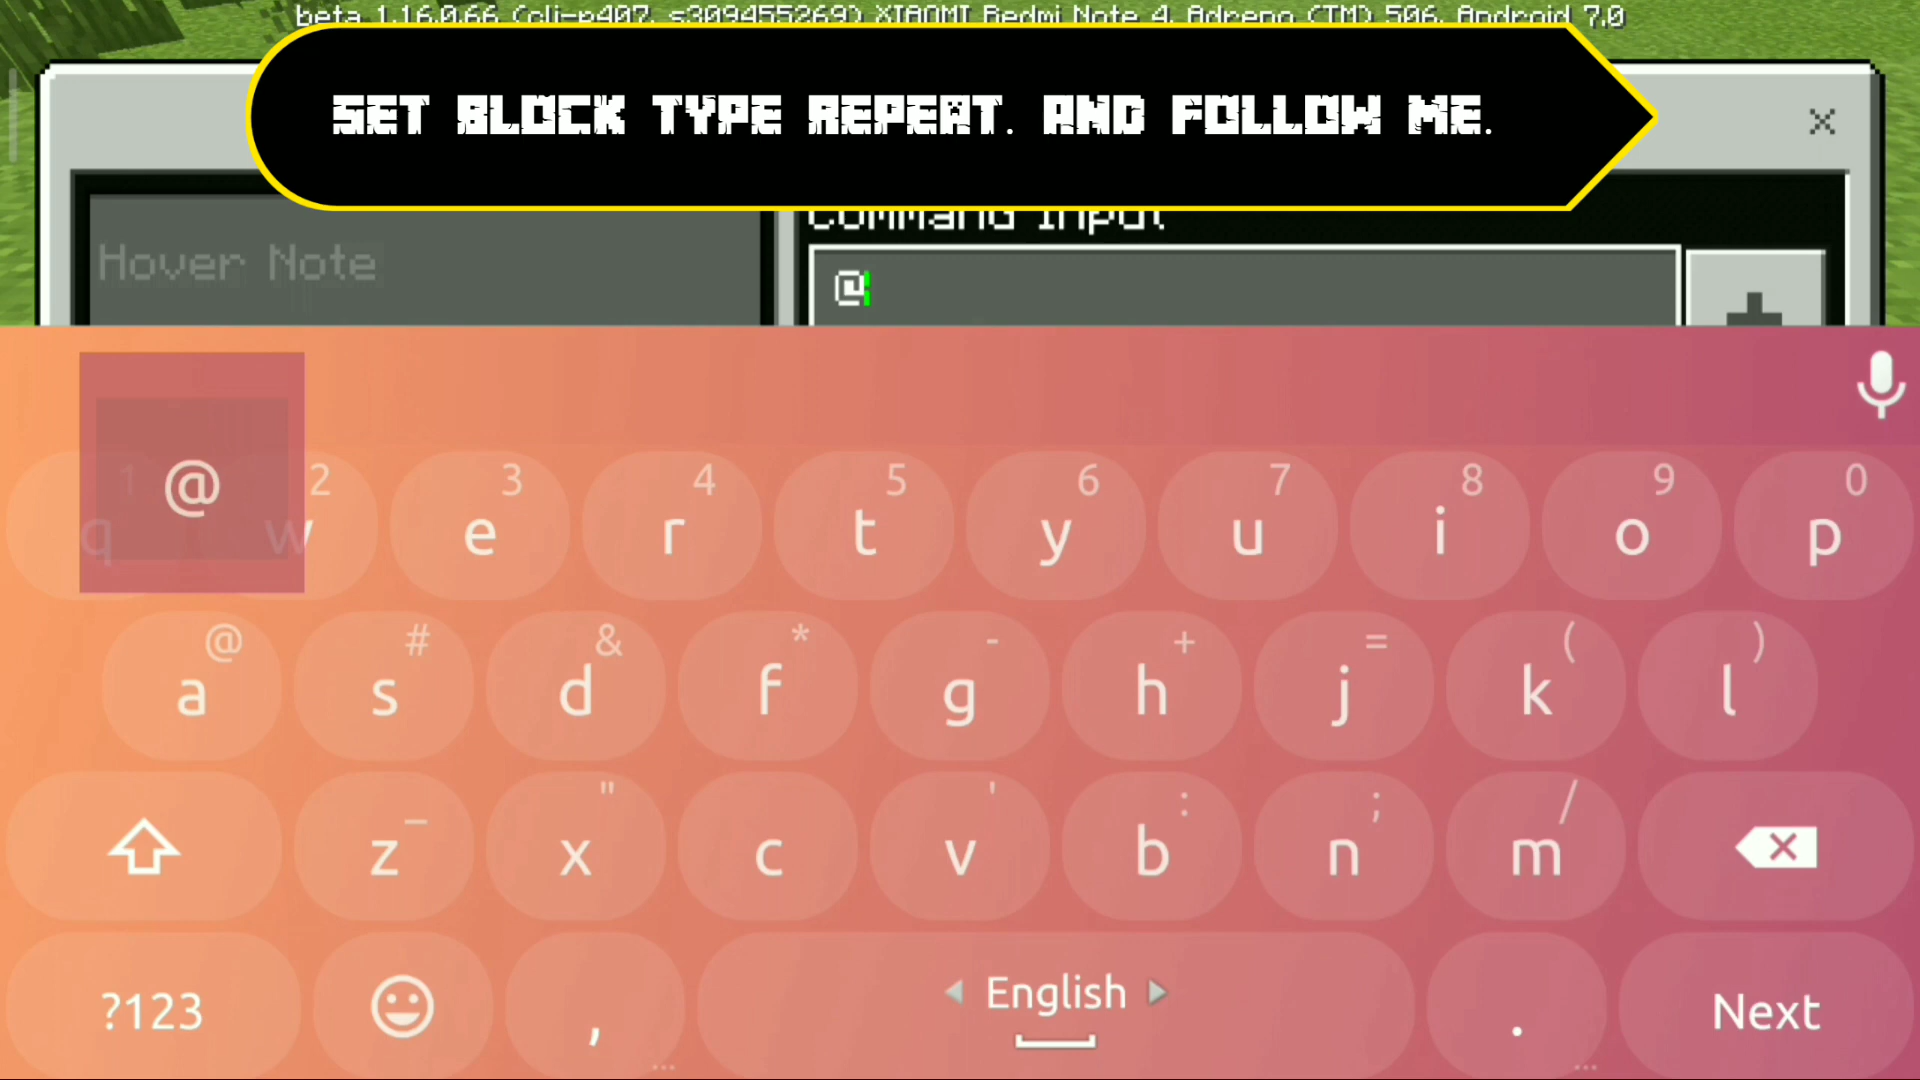 beta 1.16.0.66 (cli-p407, s309455269) XIAOMI Redmi Note 4, Adreno (TM) 506, Android 7.0
SET BLOCK TYPE REPEAT. AND FOLLOW ME.
Command Input
Hover Note
@
@
1 2 3 4 5 6 7 8 9 0
q w e r t y u i o p
@ # & * - + = ( )
a s d f g h j k l
_ " ' : ; /
z x c v b n m
?123 , English . Next